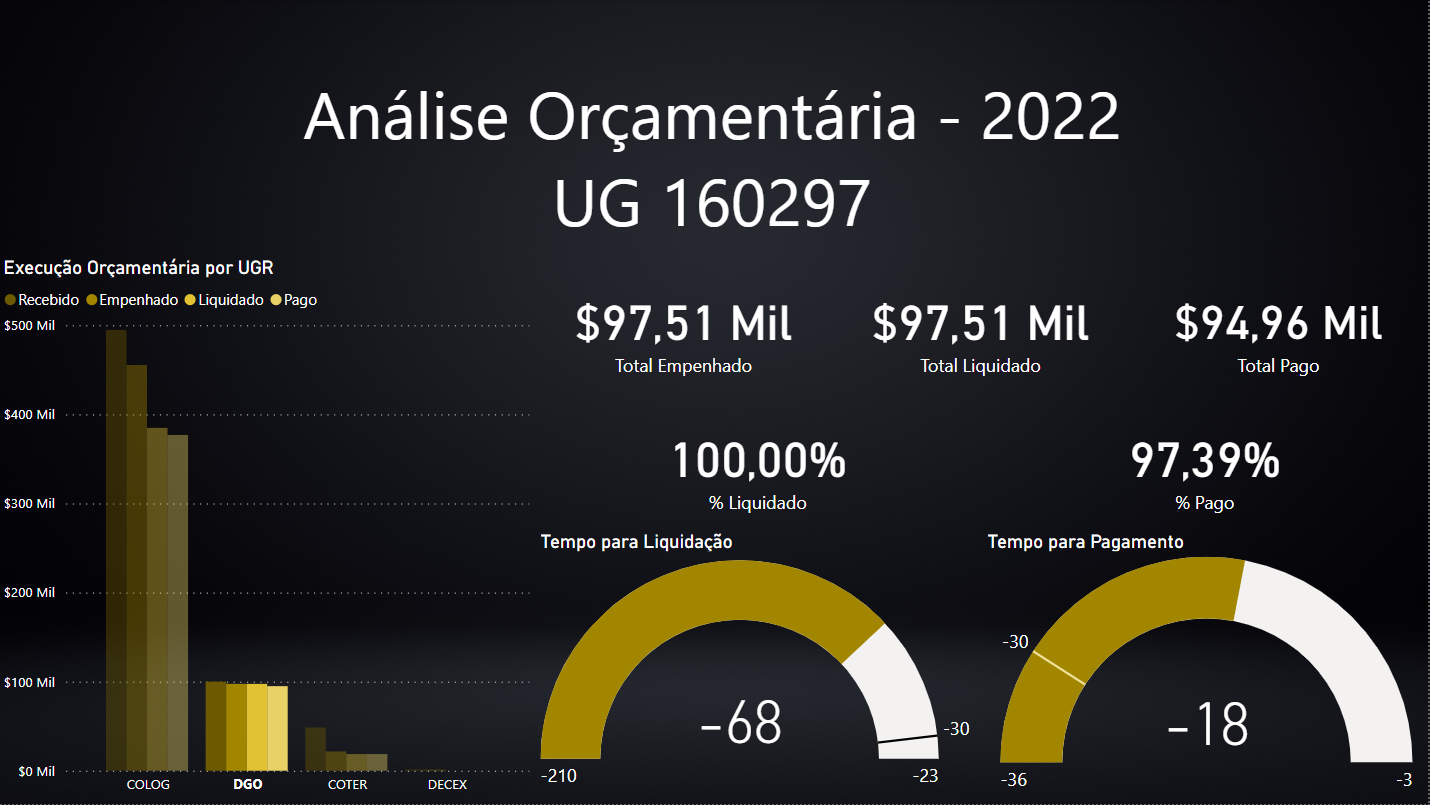 Análise Orçamentária - 2022
UG 160297
Execução Orçamentária por UGR
Recebido Empenhado Liquidado Pago
$500 Mil
$400 Mil
$300 Mil
$200 Mil
$100 Mil
$0 Mil
COLOG DGO COTER DECEX
$97,51 Mil
Total Empenhado
$97,51 Mil
Total Liquidado
$94,96 Mil
Total Pago
100,00%
% Liquidado
97,39%
% Pago
Tempo para Liquidação
-68
-30
-210
-23
Tempo para Pagamento
-30
-18
-36
-3